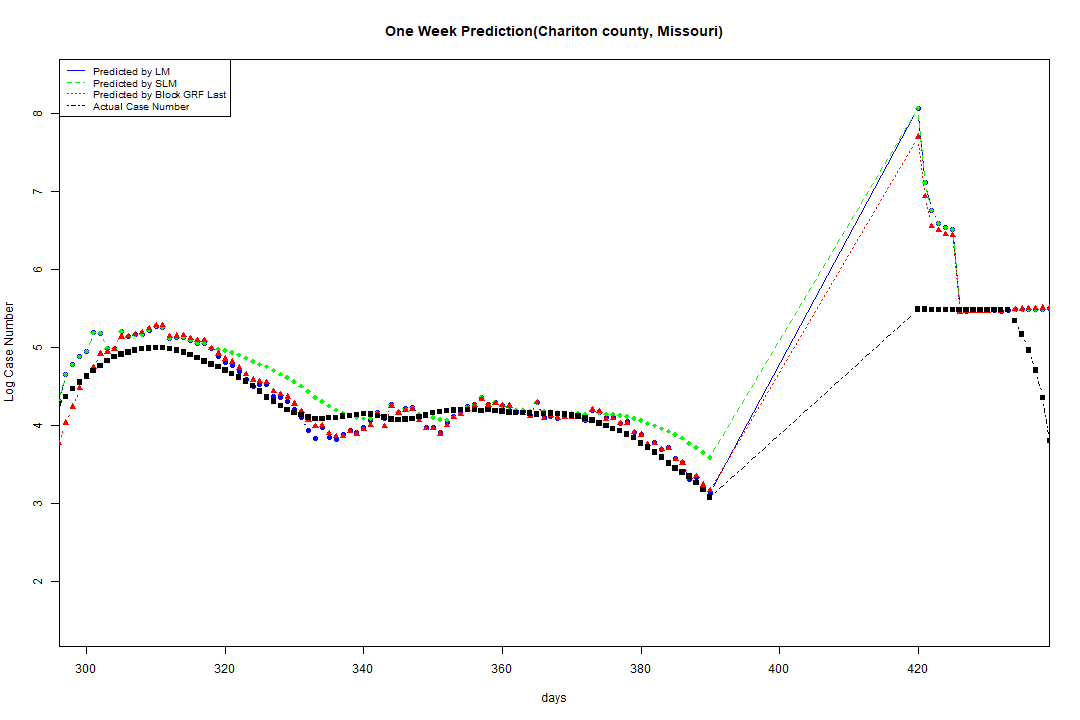 One Week Prediction(Chariton county, Missouri)
Predicted by LM
Predicted by SLM
Predicted by Block GRF Last
Actual Case Number
Log Case Number
8
7
6
5
4
3
2
300 320 340 360 380 400 420
days